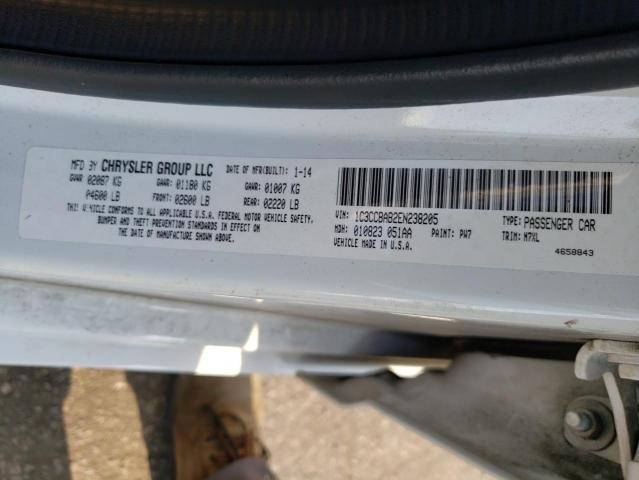 MFD BY CHRYSLER GROUP LLC DATE OF MFR(BUILT): 1-14
GVWR 02087 KG GAWR: 01180 KG GAWR: 01007 KG
04600 LB FRONT: 02600 LB REAR: 02220 LB
THIS VEHICLE CONFORMS TO ALL APPLICABLE U.S.A. FEDERAL MOTOR VEHICLE SAFETY,
BUMPER AND THEFT PREVENTION STANDARDS IN EFFECT ON
THE DATE OF MANUFACTURE SHOWN ABOVE.
VIN: 1C3CCBAB2EN238205 TYPE: PASSENGER CAR
MDH: 010823 051AA PAINT: PW7 TRIM: M7XL
VEHICLE MADE IN U.S.A. 4658843